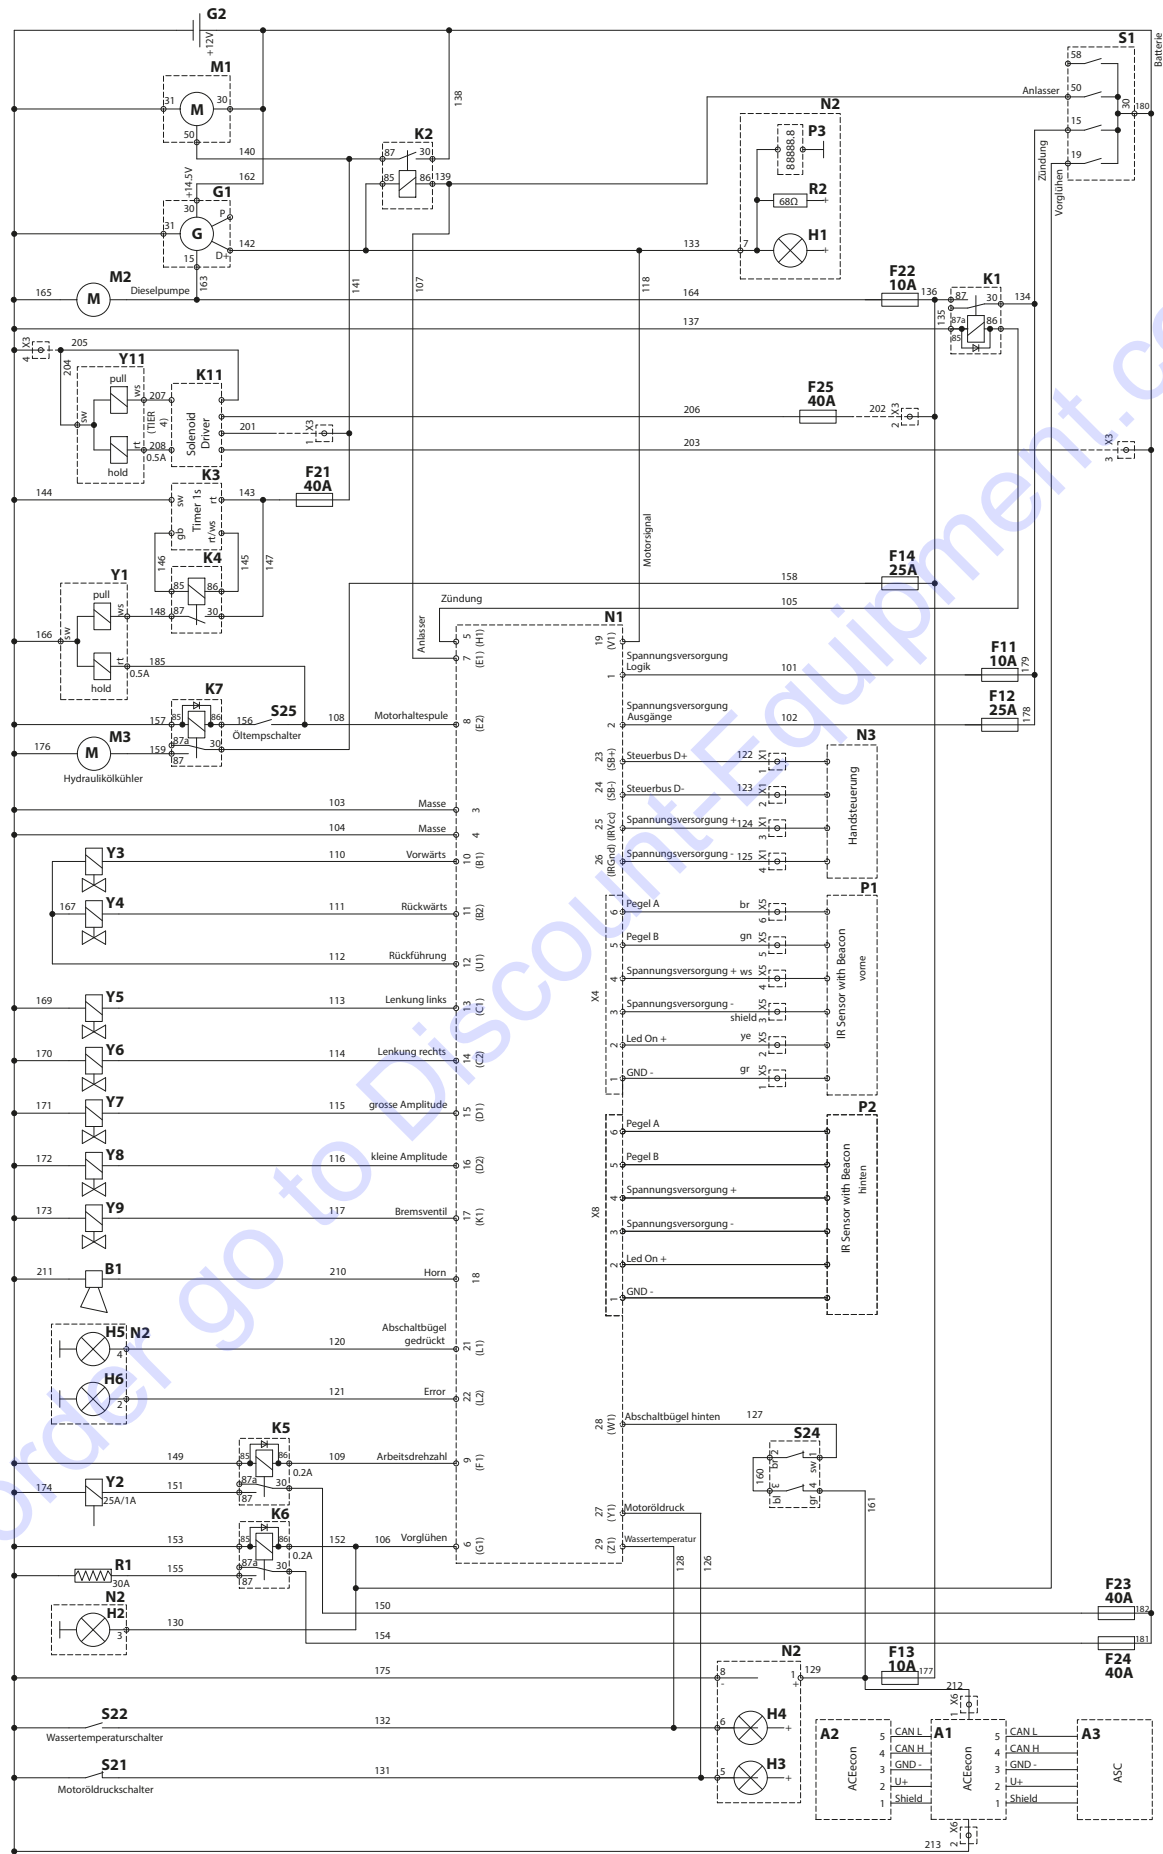 G2
+12V
Batterie
S1
58
50
15
19
30
180
Anlasser
Zündung
Vorglühen
M1
31
M
30
50
140
138
K2
87
30
85
86
139
N2
P3
88888.8
R2
68Ω
+
H1
+
7
162
+14.5V
G1
30
P
31
G
D+
15
142
133
163
141
107
118
M2
165
M
Dieselpumpe
164
F22
10A
136
K1
87
30
134
135
87a
86
85
137
X3
4
205
204
Y11
pull
ws
207
sw
(TIER 4)
rt
208
0.5A
hold
K11
Solenoid
Driver
206
F25
40A
202
X3
2
201
X3
1
203
X3
3
K3
144
sw
Timer 1s
rt
143
F21
40A
gb
rt/ws
146
145
147
K4
85
86
87
30
148
Y1
pull
ws
166
sw
rt
185
0.5A
hold
F14
25A
158
105
Motorsignal
Zündung
Anlasser
N1
5
(H1)
7
(E1)
19
(V1)
Spannungsversorgung
Logik
1
101
F11
10A
179
Spannungsversorgung
Ausgänge
2
102
F12
25A
178
K7
157
85
86
156
S25
Öltempschalter
108
Motorhaltespule
8
(E2)
87a
30
159
87
M3
176
M
Hydraulikölkühler
N3
Handsteuerung
23
(SB+)
Steuerbus D+
122
X1
1
24
(SB-)
Steuerbus D-
123
X1
2
25
(IRVcc)
Spannungsversorgung +
124
X1
3
26
(IRGnd)
Spannungsversorgung -
125
X1
4
103
Masse
3
104
Masse
4
Y3
110
Vorwärts
10
(B1)
167
Y4
111
Rückwärts
11
(B2)
112
Rückführung
12
(U1)
P1
IR Sensor with Beacon
vorne
X4
6
Pegel A
br
X5
6
5
Pegel B
gn
X5
5
4
Spannungsversorgung +
ws
X5
4
3
Spannungsversorgung -
shield
X5
3
2
Led On +
ye
X5
2
1
GND -
gr
X5
1
169
Y5
113
Lenkung links
13
(C1)
170
Y6
114
Lenkung rechts
14
(C2)
171
Y7
115
grosse Amplitude
15
(D1)
172
Y8
116
kleine Amplitude
16
(D2)
173
Y9
117
Bremsventil
17
(K1)
P2
IR Sensor with Beacon
hinten
X8
6
Pegel A
5
Pegel B
4
Spannungsversorgung +
3
Spannungsversorgung -
2
Led On +
1
GND -
211
B1
210
Horn
18
H5
N2
4
120
Abschaltbügel
gedrückt
21
(L1)
H6
2
121
Error
22
(L2)
28
(W1)
Abschaltbügel hinten
127
S24
br
2
sw
1
160
bl
3
gr
4
161
K5
149
85
86
0.2A
109
Arbeitsdrehzahl
9
(F1)
174
Y2
25A/1A
151
87a
30
87
27
(Y1)
Motoröldruck
K6
153
85
86
0.2A
152
106
Vorglühen
6
(G1)
29
(Z1)
Wassertemperatur
128
126
87a
30
87
R1
30A
155
N2
H2
3
130
150
F23
40A
182
154
F24
40A
181
N2
175
8
-
1
+
129
F13
10A
177
212
X6
1
S22
Wassertemperaturschalter
132
6
H4
+
S21
Motoröldruckschalter
131
5
H3
+
A2
ACEecon
5
CAN L
4
CAN H
3
GND -
2
U+
1
Shield
A1
ACEecon
5
CAN L
4
CAN H
3
GND -
2
U+
1
Shield
A3
ASC
213
X6
2
order go to Discount-Equipment.co